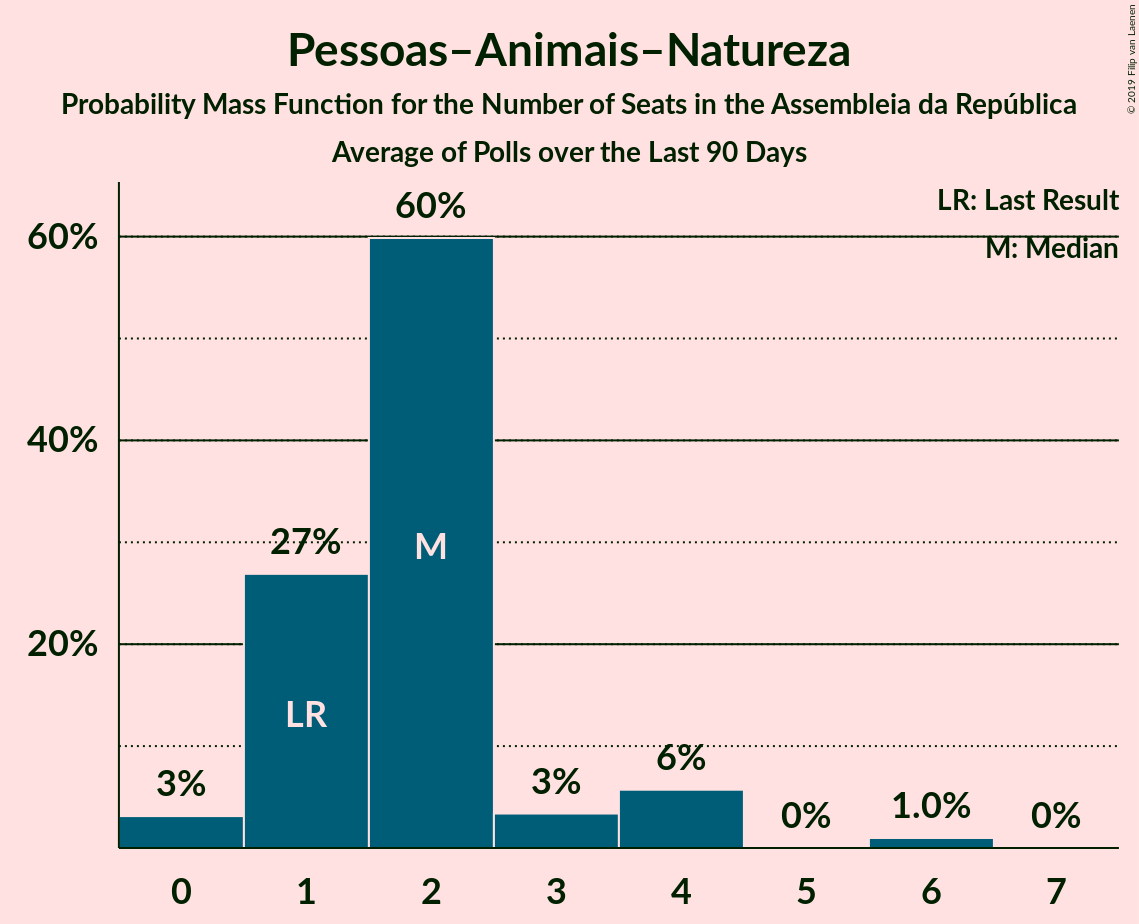 Pessoas–Animais–Natureza
Probability Mass Function for the Number of Seats in the Assembleia da República
Average of Polls over the Last 90 Days
© 2019 Filip van Laenen
LR: Last Result
M: Median
60%
40%
20%
3%
27%
60%
3%
6%
0%
1.0%
0%
LR
M
0 1 2 3 4 5 6 7